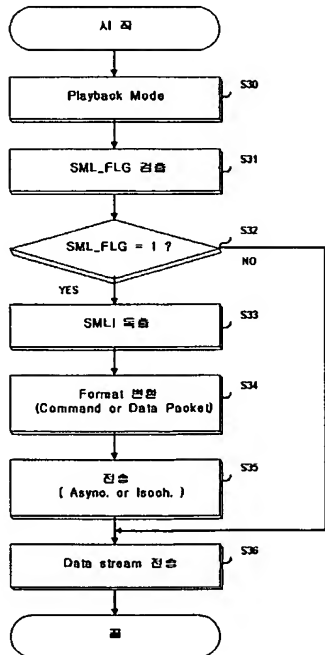 시 작
Playback Mode
S30
SML_FLG 검출
S31
SML_FLG = 1 ?
S32
NO
YES
SMLI 독출
S33
Format 변환
(Command or Data Packet)
S34
전송
( Async. or Isoch. )
S35
Data stream 전송
S36
끝